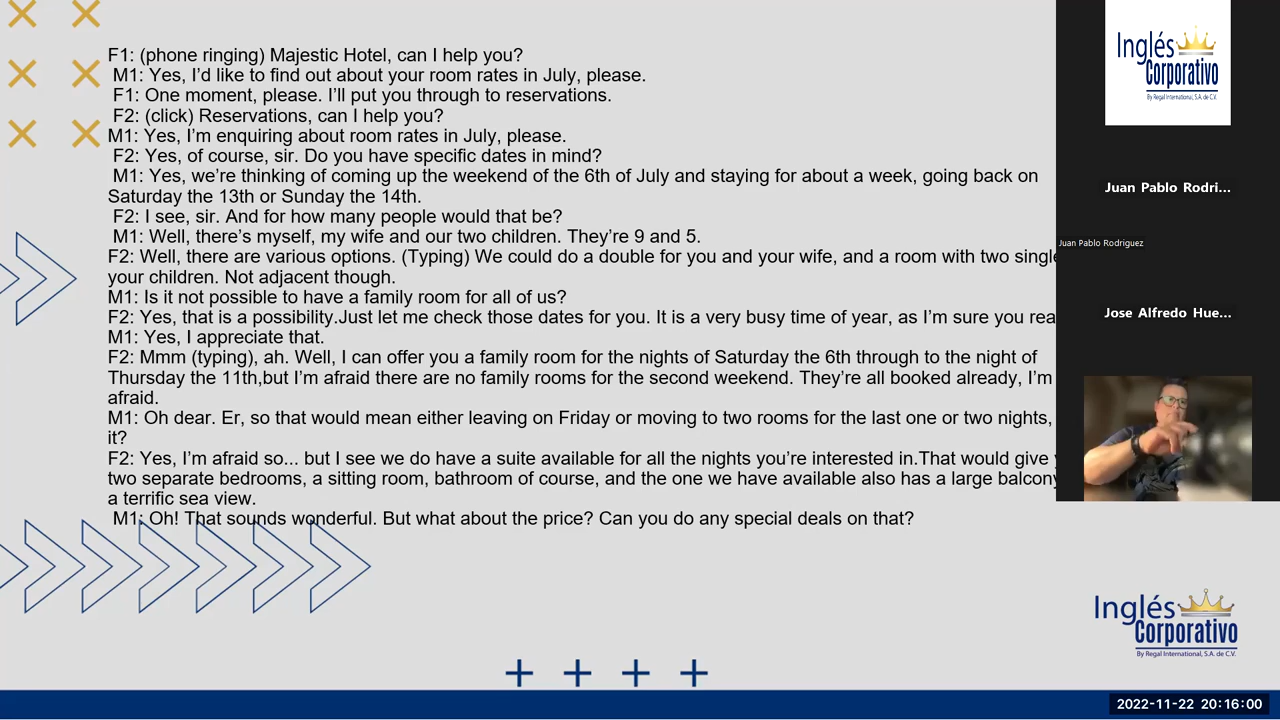 F1: (phone ringing) Majestic Hotel, can I help you?
M1: Yes, I’d like to find out about your room rates in July, please.
F1: One moment, please. I’ll put you through to reservations.
F2: (click) Reservations, can I help you?
M1: Yes, I’m enquiring about room rates in July, please.
F2: Yes, of course, sir. Do you have specific dates in mind?
M1: Yes, we’re thinking of coming up the weekend of the 6th of July and staying for about a week, going back on
Saturday the 13th or Sunday the 14th.
F2: I see, sir. And for how many people would that be?
M1: Well, there’s myself, my wife and our two children. They’re 9 and 5.
F2: Well, there are various options. (Typing) We could do a double for you and your wife, and a room with two
your children. Not adjacent though.
M1: Is it not possible to have a family room for all of us?
F2: Yes, that is a possibility.Just let me check those dates for you. It is a very busy time of year, as I’m sure you
M1: Yes, I appreciate that.
F2: Mmm (typing), ah. Well, I can offer you a family room for the nights of Saturday the 6th through to the night of
Thursday the 11th,but I’m afraid there are no family rooms for the second weekend. They’re all booked already, I’m
afraid.
M1: Oh dear. Er, so that would mean either leaving on Friday or moving to two rooms for the last one or two nights,
it?
F2: Yes, I’m afraid so... but I see we do have a suite available for all the nights you’re interested in.That would give
two separate bedrooms, a sitting room, bathroom of course, and the one we have available also has a large balcony
a terrific sea view.
M1: Oh! That sounds wonderful. But what about the price? Can you do any special deals on that?
Inglés
Corporativo
By Regal International, S.A. de C.V.
Juan Pablo Rodri...
Juan Pablo Rodriguez
Jose Alfredo Hue...
Inglés
Corporativo
By Regal International, S.A. de C.V.
2022-11-22 20:16:00